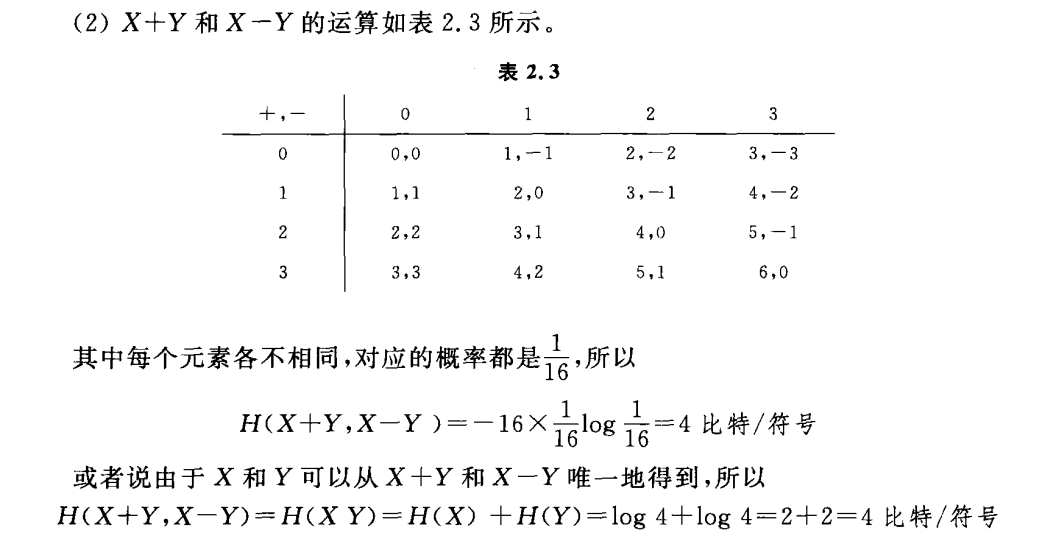 (2) X+Y 和 X-Y 的运算如表 2.3 所示。
表 2.3
+,- 0 1 2 3
0 0,0 1,-1 2,-2 3,-3
1 1,1 2,0 3,-1 4,-2
2 2,2 3,1 4,0 5,-1
3 3,3 4,2 5,1 6,0
其中每个元素各不相同,对应的概率都是 1/16,所以
H(X+Y,X-Y )=-16×1/16 log 1/16=4 比特/符号
或者说由于 X 和 Y 可以从 X+Y 和 X-Y 唯一地得到,所以
H(X+Y,X-Y)=H(X Y)=H(X) +H(Y)=log 4+log 4=2+2=4 比特/符号